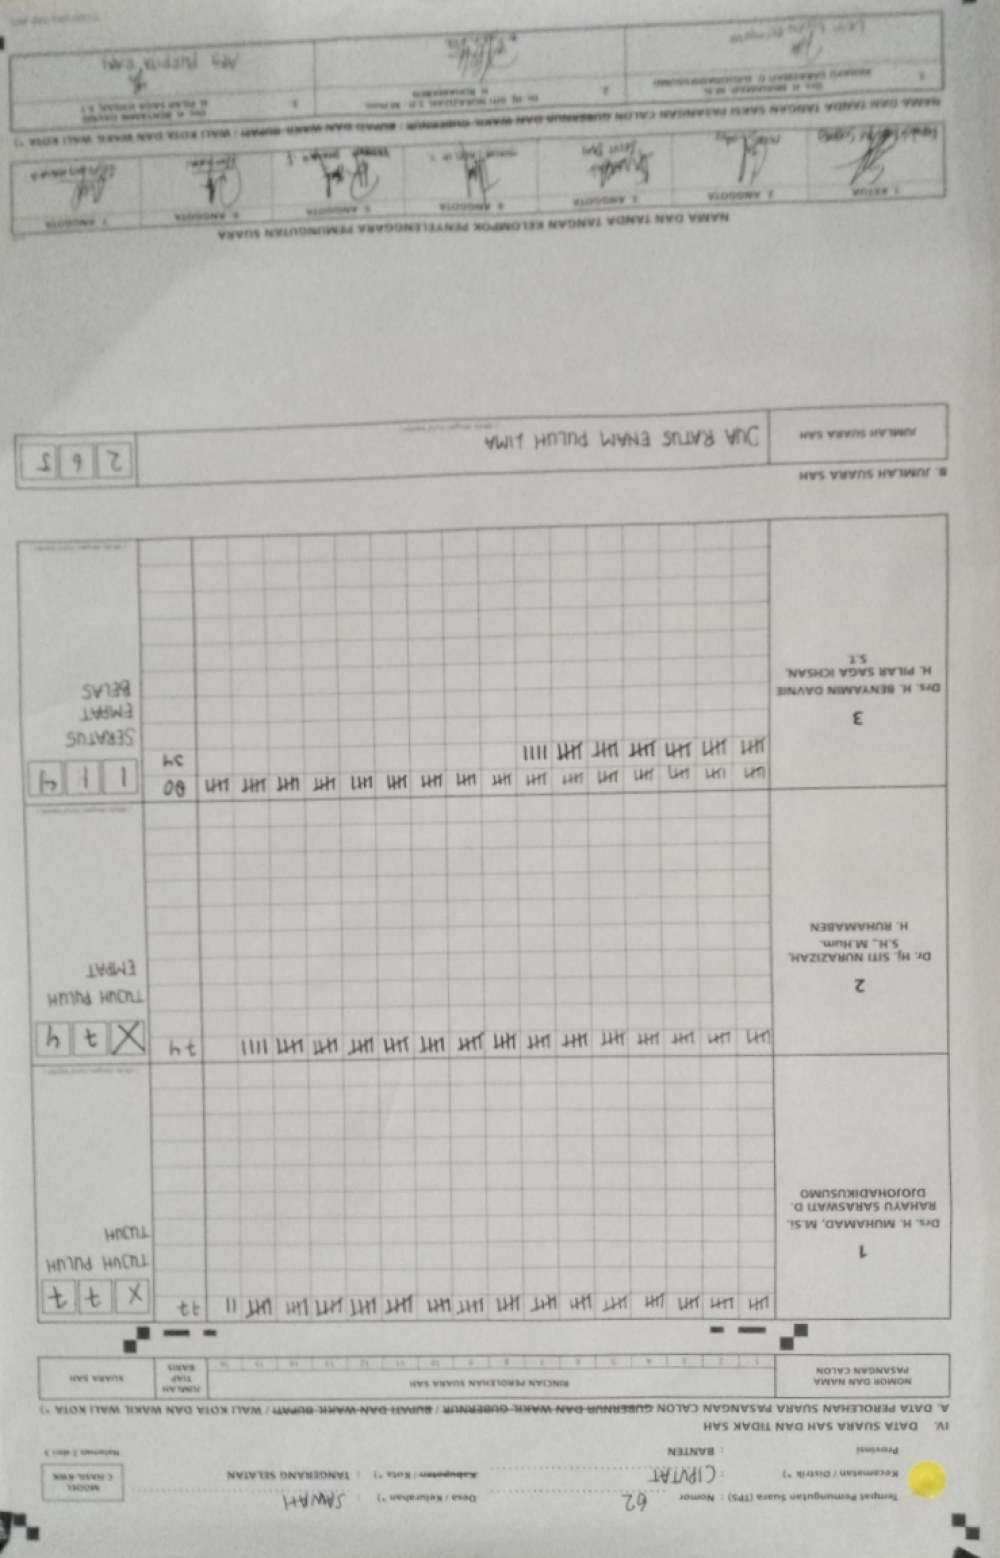 Tempat Pemungutan Suara (TPS) : Nomor 62 Desa / Kelurahan *) : SAWAH
Kecamatan / Distrik *) : CIPUTAT Kabupaten / Kota *) : TANGERANG SELATAN
Provinsi : BANTEN
MODEL
C.HASIL-KWK
Halaman 2 dari 3
IV. DATA SUARA SAH DAN TIDAK SAH
A. DATA PEROLEHAN SUARA PASANGAN CALON GUBERNUR DAN WAKIL GUBERNUR / BUPATI DAN WAKIL BUPATI / WALI KOTA DAN WAKIL WALI KOTA *)
NOMOR DAN NAMA PASANGAN CALON
RINCIAN PEROLEHAN SUARA SAH
1 2 3 4 5 6 7 8 9 10 11 12 13 14 15 16
JUMLAH TIAP BARIS
SUARA SAH
1
Drs. H. MUHAMAD, M.Si.
RAHAYU SARASWATI D.
DJOJOHADIKUSUMO
77
X 7 7
TUJUH PULUH
TUJUH
2
Dr. Hj. SITI NURAZIZAH,
S.H., M.Hum.
H. RUHAMABEN
74
X 7 4
TUJUH PULUH
EMPAT
3
Drs. H. BENYAMIN DAVNIE
H. PILAR SAGA ICHSAN,
S.T.
80
34
1 1 4
SERATUS
EMPAT
BELAS
B. JUMLAH SUARA SAH
JUMLAH SUARA SAH
DUA RATUS ENAM PULUH LIMA
2 6 5
NAMA DAN TANDA TANGAN KELOMPOK PENYELENGGARA PEMUNGUTAN SUARA
1. KETUA 2. ANGGOTA 3. ANGGOTA 4. ANGGOTA 5. ANGGOTA 6. ANGGOTA 7. ANGGOTA
NAMA DAN TANDA TANGAN SAKSI PASANGAN CALON GUBERNUR DAN WAKIL GUBERNUR / BUPATI DAN WAKIL BUPATI / WALI KOTA DAN WAKIL WALI KOTA *)
1. Drs. H. MUHAMAD, M.Si.
RAHAYU SARASWATI D. DJOJOHADIKUSUMO
2. Dr. Hj. SITI NURAZIZAH, S.H., M.Hum.
H. RUHAMABEN
3. Drs. H. BENYAMIN DAVNIE
H. PILAR SAGA ICHSAN, S.T.